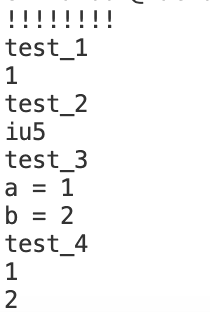 !!!!!!!!
test_1
1
test_2
iu5
test_3
a = 1
b = 2
test_4
1
2